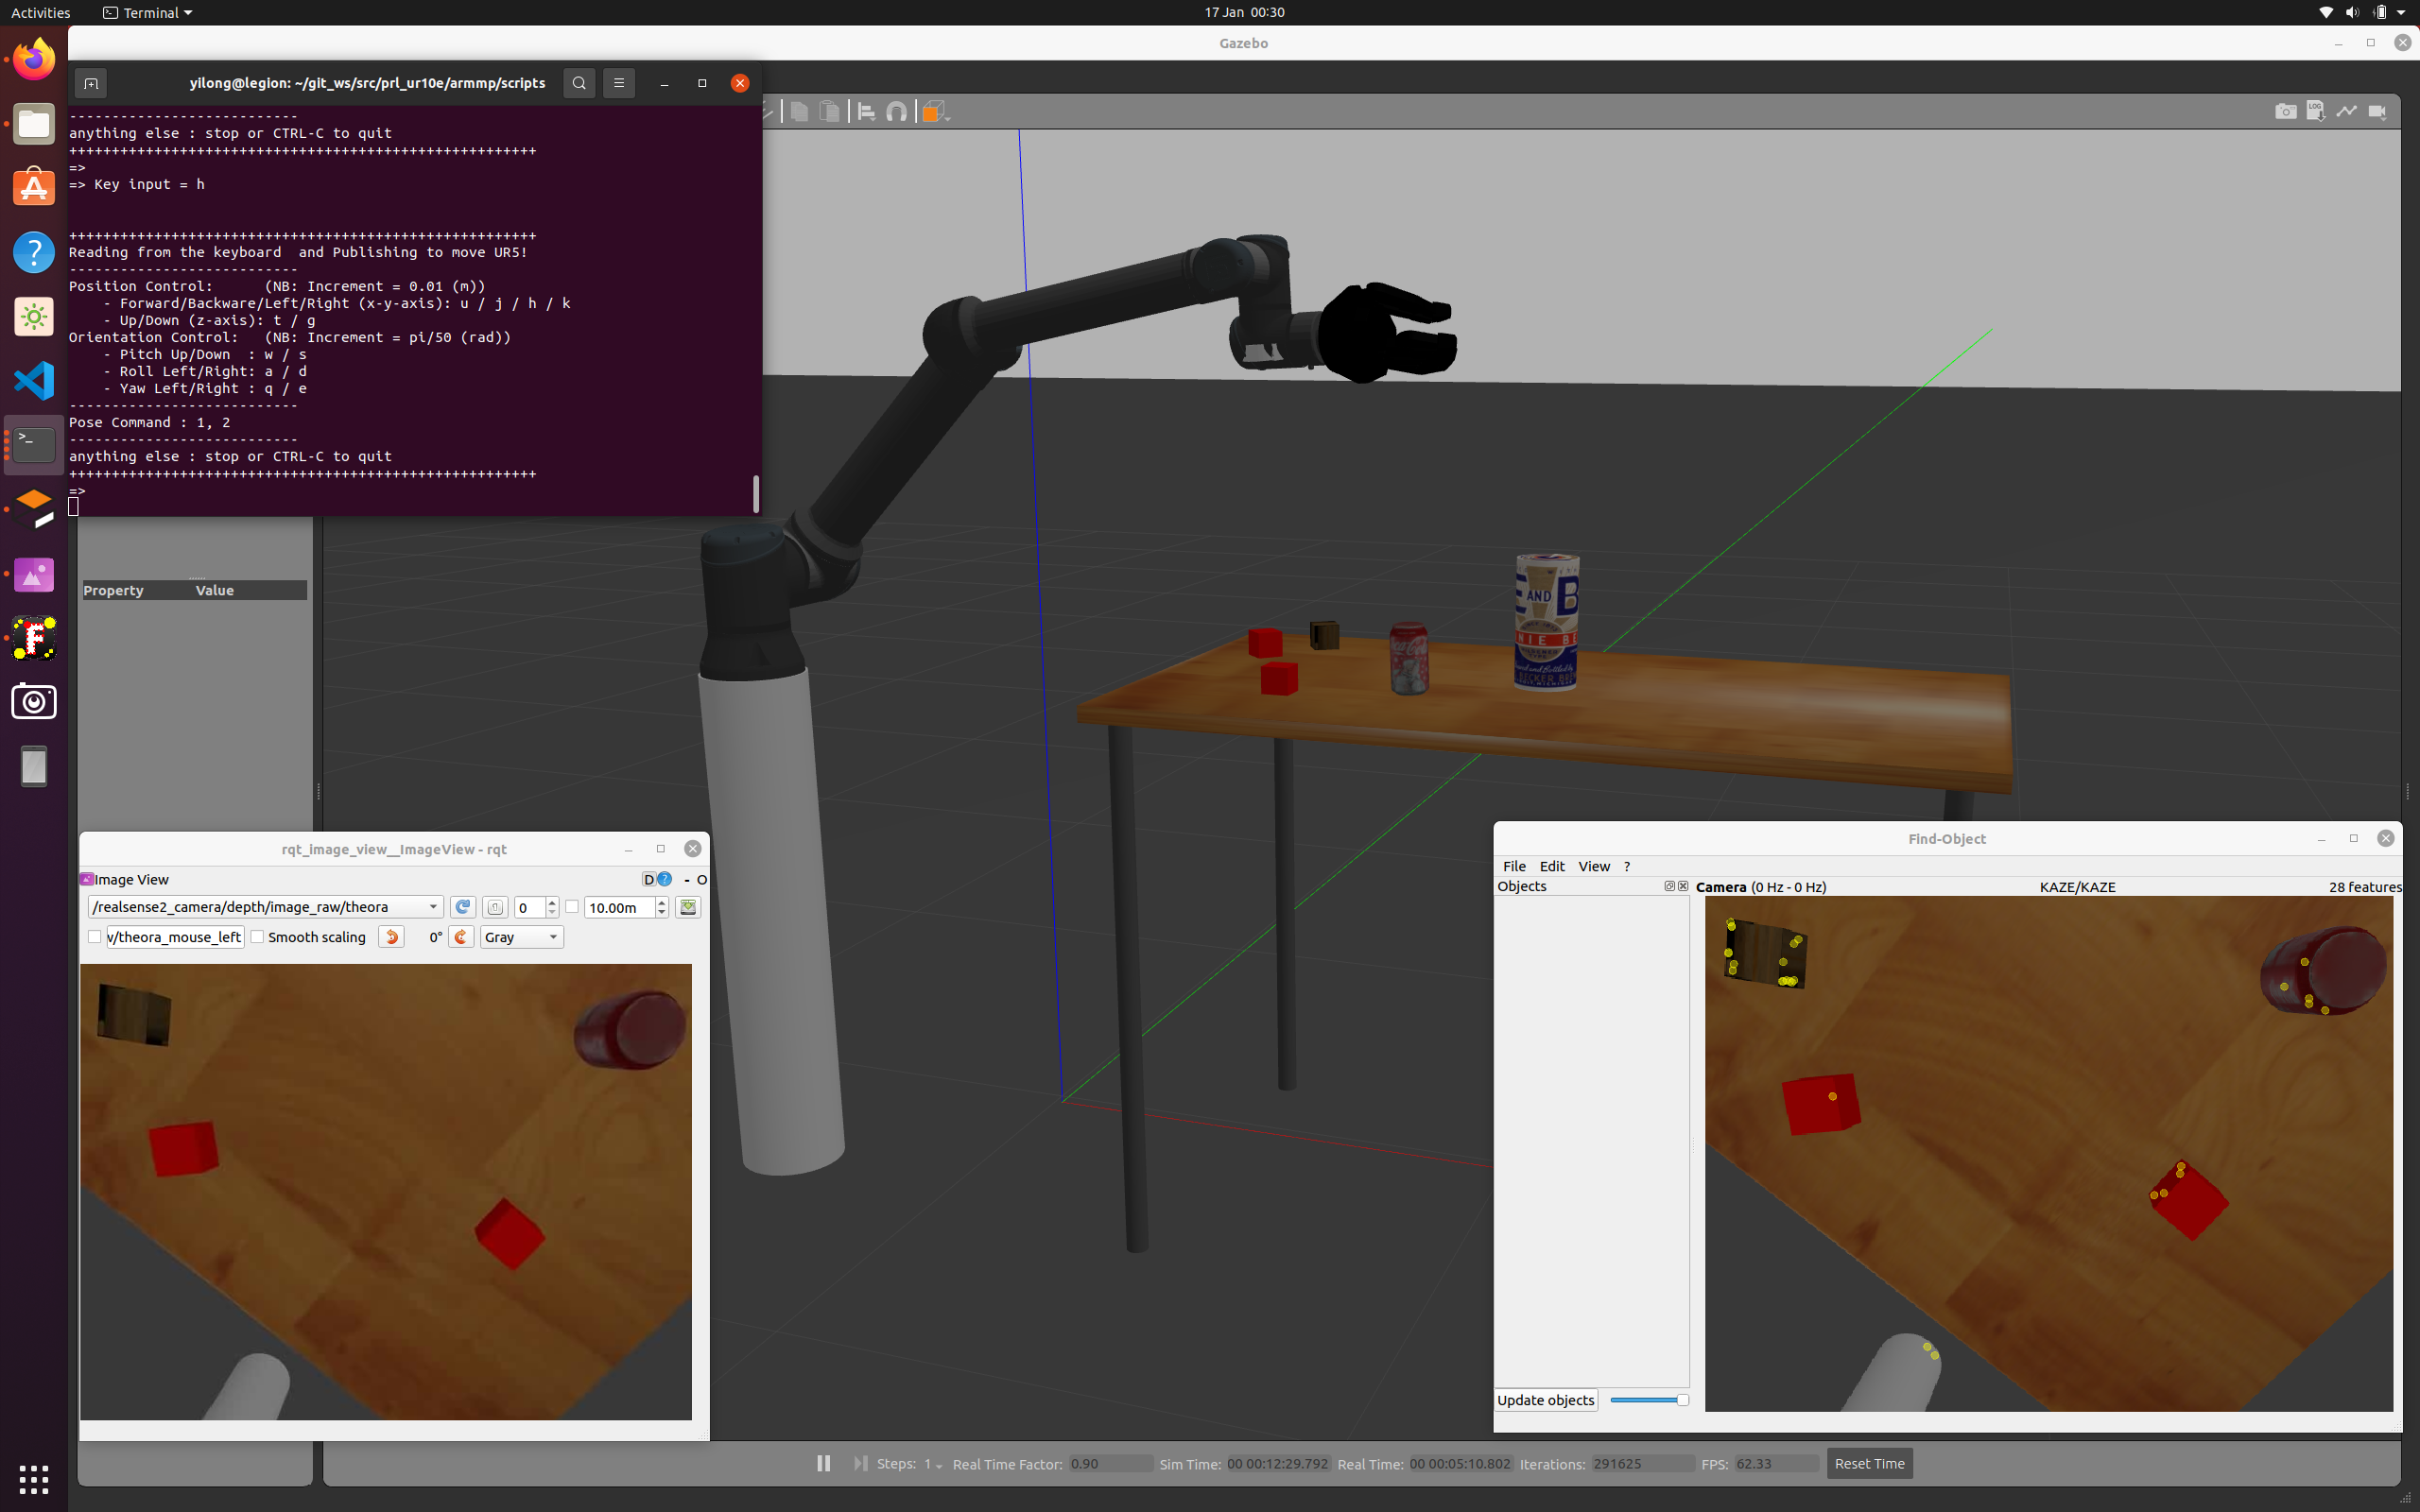 Activities
Terminal
17 Jan 00:30
Gazebo
yilong@legion: ~/git_ws/src/prl_ur10e/armmp/scripts
---------------------------
anything else : stop or CTRL-C to quit
+++++++++++++++++++++++++++++++++++++++++++++++++++++++
=>
=> Key input = h
+++++++++++++++++++++++++++++++++++++++++++++++++++++++
Reading from the keyboard  and Publishing to move UR5!
---------------------------
Position Control:      (NB: Increment = 0.01 (m))
    - Forward/Backware/Left/Right (x-y-axis): u / j / h / k
    - Up/Down (z-axis): t / g
Orientation Control:   (NB: Increment = pi/50 (rad))
    - Pitch Up/Down  : w / s
    - Roll Left/Right: a / d
    - Yaw Left/Right : q / e
---------------------------
Pose Command : 1, 2
---------------------------
anything else : stop or CTRL-C to quit
+++++++++++++++++++++++++++++++++++++++++++++++++++++++
=>
LOG
Property Value
E AND B
Coca-Cola
NIE BE
rqt_image_view__ImageView - rqt
Image View
D
- O
/realsense2_camera/depth/image_raw/theora
0
10.00m
/theora_mouse_left
Smooth scaling
0°
Gray
Find-Object
File Edit View ?
Objects
Camera (0 Hz - 0 Hz) KAZE/KAZE 28 features
Update objects
Steps: 1 Real Time Factor: 0.90 Sim Time: 00 00:12:29.792 Real Time: 00 00:05:10.802 Iterations: 291625 FPS: 62.33 Reset Time